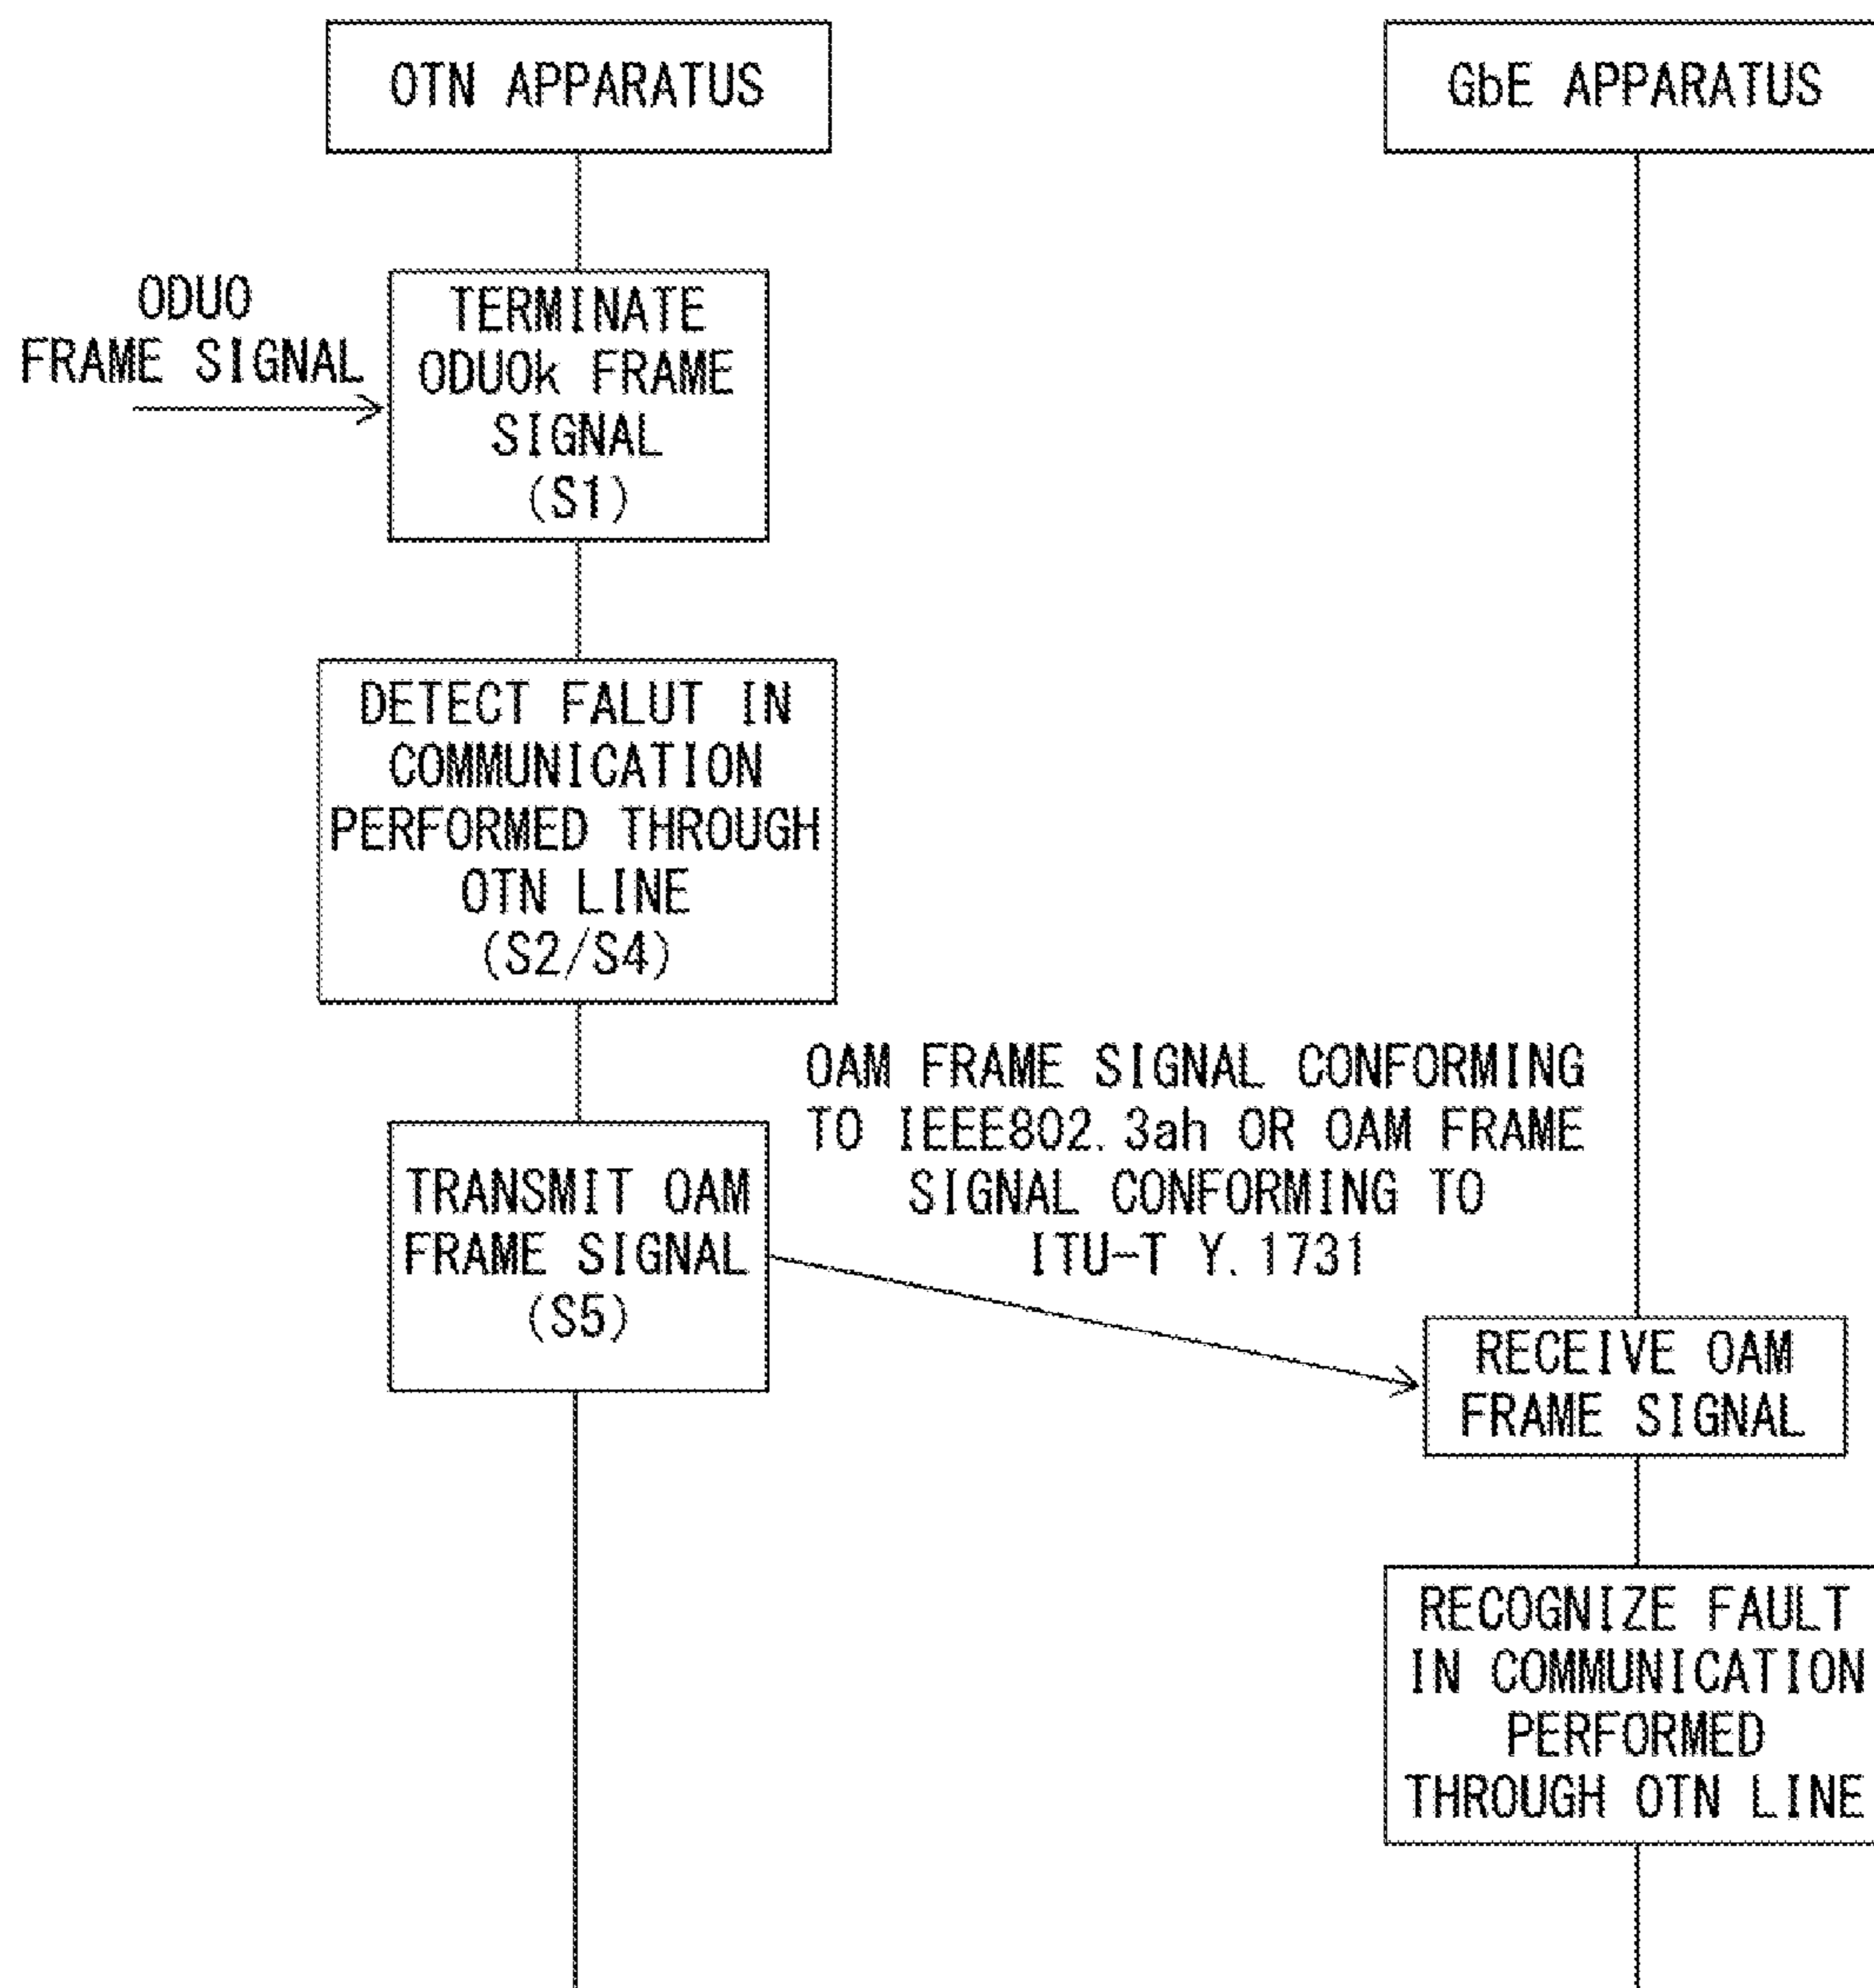 OTN APPARATUS
GbE APPARATUS
ODU0
FRAME SIGNAL
TERMINATE
ODU0k FRAME
SIGNAL
(S1)
DETECT FALUT IN
COMMUNICATION
PERFORMED THROUGH
OTN LINE
(S2/S4)
OAM FRAME SIGNAL CONFORMING
TO IEEE802.3ah OR OAM FRAME
SIGNAL CONFORMING TO
ITU-T Y.1731
TRANSMIT OAM
FRAME SIGNAL
(S5)
RECEIVE OAM
FRAME SIGNAL
RECOGNIZE FAULT
IN COMMUNICATION
PERFORMED
THROUGH OTN LINE